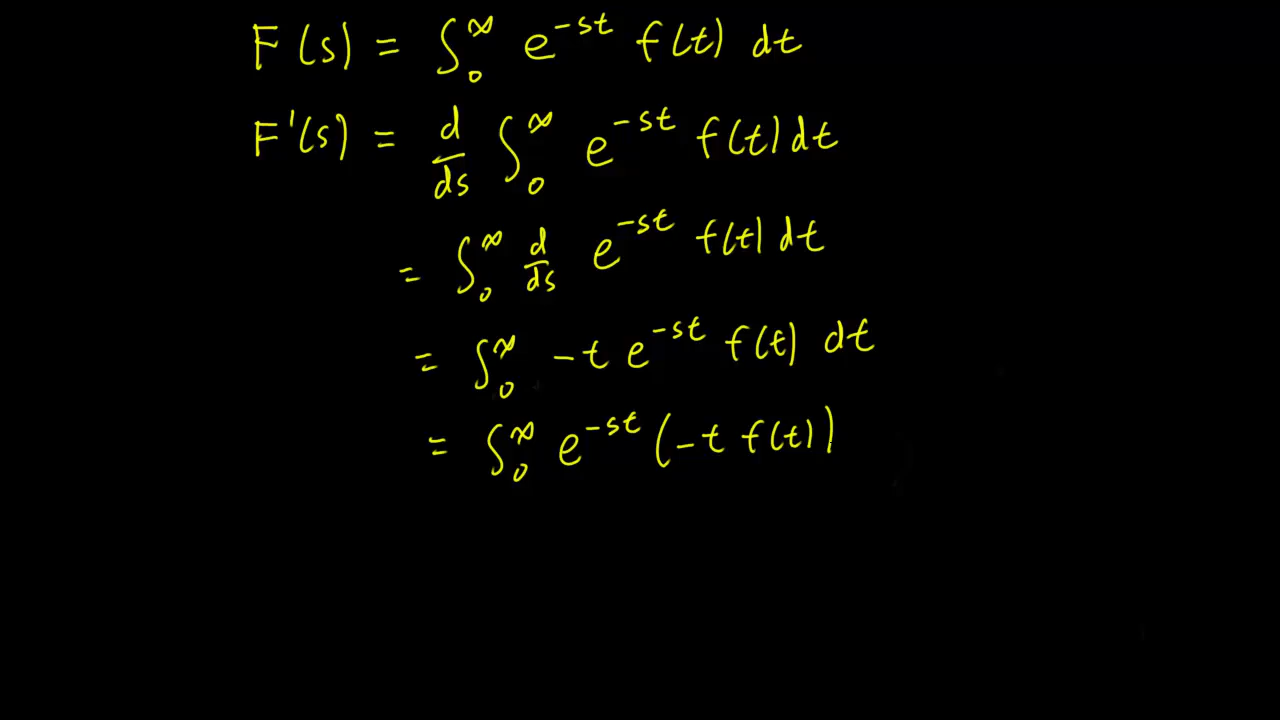 F(s) = ∫₀^∞ e^{-st} f(t) dt
F'(s) = d/ds ∫₀^∞ e^{-st} f(t) dt
= ∫₀^∞ d/ds e^{-st} f(t) dt
= ∫₀^∞ -t e^{-st} f(t) dt
= ∫₀^∞ e^{-st} (-t f(t))